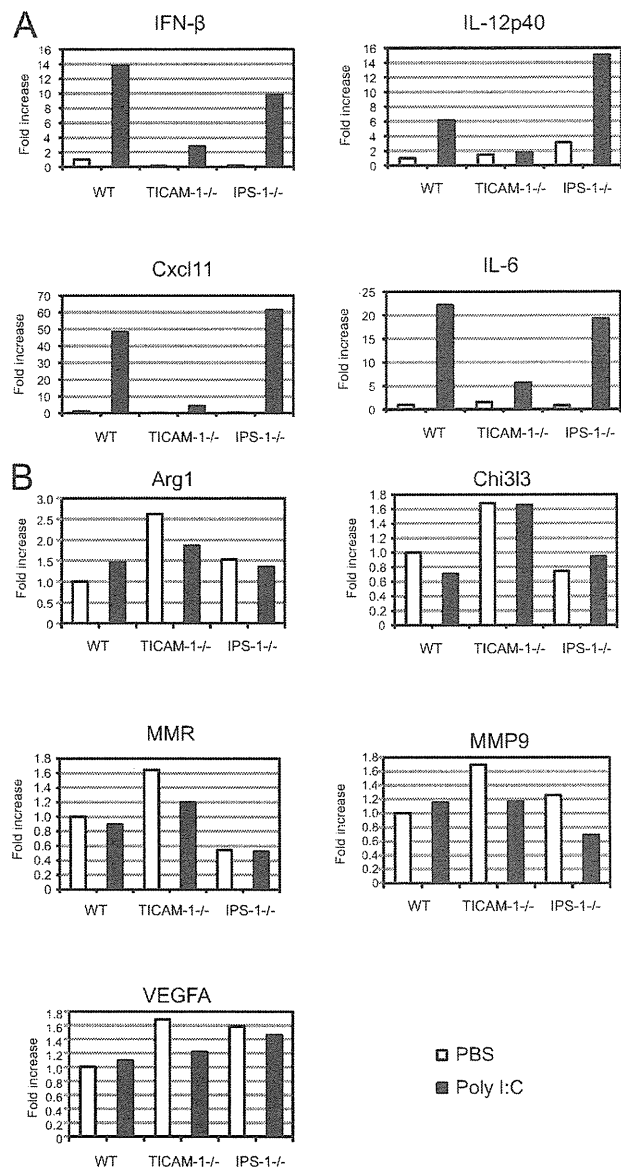 A
IFN-β
Fold increase
16
14
12
10
8
6
4
2
0
WT TICAM-1-/- IPS-1-/-
IL-12p40
Fold increase
16
14
12
10
8
6
4
2
0
WT TICAM-1-/- IPS-1-/-
Cxcl11
Fold increase
70
60
50
40
30
20
10
0
WT TICAM-1-/- IPS-1-/-
IL-6
Fold increase
25
20
15
10
5
0
WT TICAM-1-/- IPS-1-/-
B
Arg1
Fold increase
3.0
2.5
2.0
1.5
1.0
0.5
0
WT TICAM-1-/- IPS-1-/-
Chi3l3
Fold increase
1.8
1.6
1.4
1.2
1.0
0.8
0.6
0.4
0.2
0
WT TICAM-1-/- IPS-1-/-
MMR
Fold increase
1.8
1.6
1.4
1.2
1.0
0.8
0.6
0.4
0.2
0
WT TICAM-1-/- IPS-1-/-
MMP9
Fold increase
1.8
1.6
1.4
1.2
1.0
0.8
0.6
0.4
0.2
0
WT TICAM-1-/- IPS-1-/-
VEGFA
Fold increase
1.8
1.6
1.4
1.2
1.0
0.8
0.6
0.4
0.2
0
WT TICAM-1-/- IPS-1-/-
PBS
Poly I:C